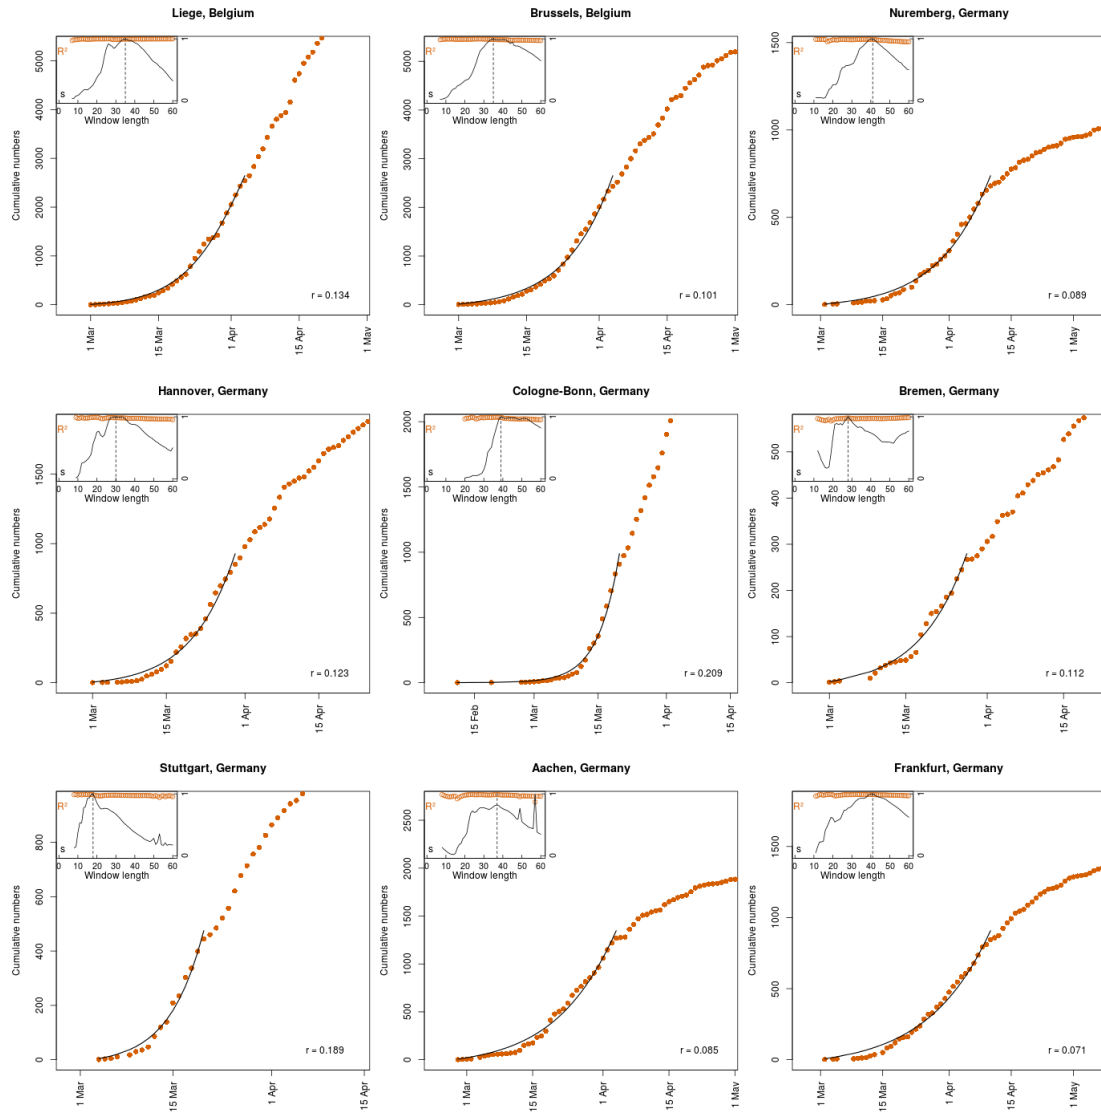 Liege, Belgium
R²
s
0
1
0 10 20 30 40 50 60
Window length
Cumulative numbers
0 1000 2000 3000 4000 5000
r = 0.134
1 Mar 15 Mar 1 Apr 15 Apr 1 May
Brussels, Belgium
R²
s
0
1
0 10 20 30 40 50 60
Window length
Cumulative numbers
0 1000 2000 3000 4000 5000
r = 0.101
1 Mar 15 Mar 1 Apr 15 Apr 1 May
Nuremberg, Germany
R²
s
0
1
0 10 20 30 40 50 60
Window length
Cumulative numbers
0 500 1000 1500
r = 0.089
1 Mar 15 Mar 1 Apr 15 Apr 1 May
Hannover, Germany
R²
s
0
1
0 10 20 30 40 50 60
Window length
Cumulative numbers
0 500 1000 1500
r = 0.123
1 Mar 15 Mar 1 Apr 15 Apr
Cologne-Bonn, Germany
R²
s
0
1
0 10 20 30 40 50 60
Window length
Cumulative numbers
0 500 1000 1500 2000
r = 0.209
15 Feb 1 Mar 15 Mar 1 Apr 15 Apr
Bremen, Germany
R²
s
0
1
0 10 20 30 40 50 60
Window length
Cumulative numbers
0 100 200 300 400 500
r = 0.112
1 Mar 15 Mar 1 Apr 15 Apr
Stuttgart, Germany
R²
s
0
1
0 10 20 30 40 50 60
Window length
Cumulative numbers
0 200 400 600 800
r = 0.189
1 Mar 15 Mar 1 Apr 15 Apr
Aachen, Germany
R²
s
0
1
0 10 20 30 40 50 60
Window length
Cumulative numbers
0 500 1000 1500 2000 2500
r = 0.085
1 Mar 15 Mar 1 Apr 15 Apr 1 May
Frankfurt, Germany
R²
s
0
1
0 10 20 30 40 50 60
Window length
Cumulative numbers
0 500 1000 1500
r = 0.071
1 Mar 15 Mar 1 Apr 15 Apr 1 May